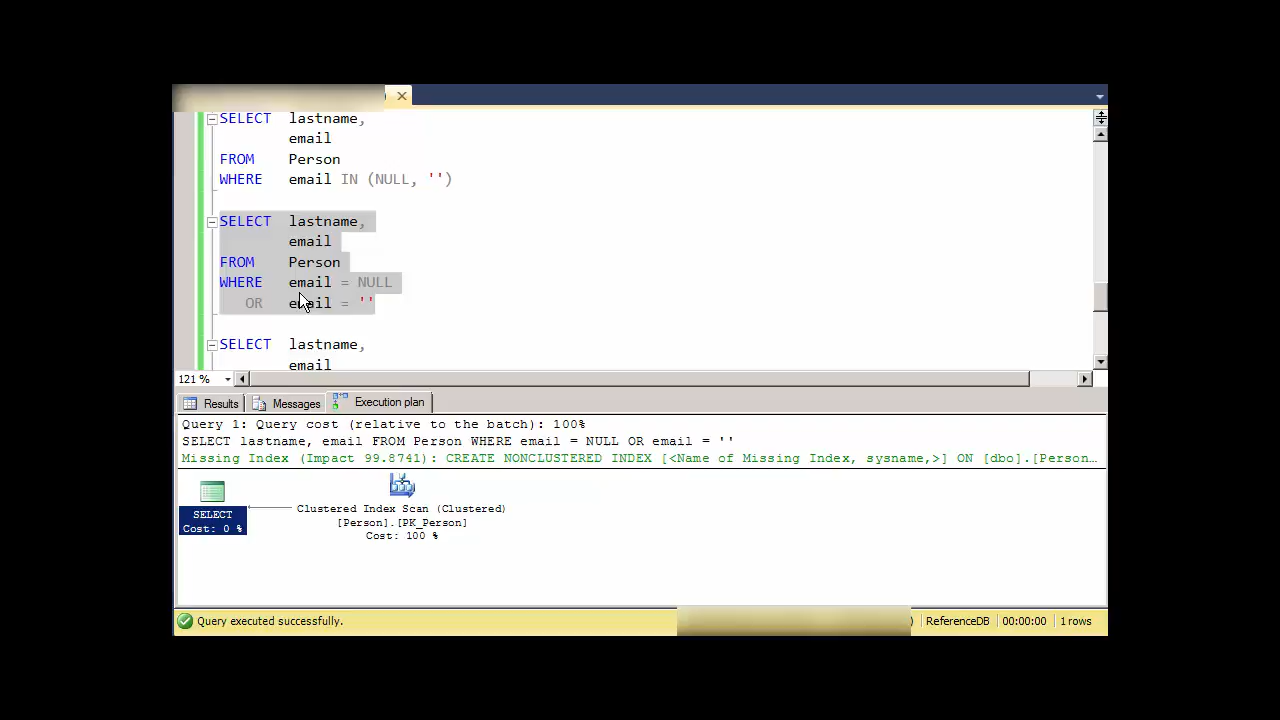 SELECT lastname,
email
FROM Person
WHERE email IN (NULL, '')
SELECT lastname,
email
FROM Person
WHERE email = NULL
OR email = ''
SELECT lastname,
email
121 %
Results Messages Execution plan
Query 1: Query cost (relative to the batch): 100%
SELECT lastname, email FROM Person WHERE email = NULL OR email = ''
Missing Index (Impact 99.8741): CREATE NONCLUSTERED INDEX [<Name of Missing Index, sysname,>] ON [dbo].[Person…
SELECT
Cost: 0 %
Clustered Index Scan (Clustered)
[Person].[PK_Person]
Cost: 100 %
Query executed successfully. ) ReferenceDB 00:00:00 1 rows